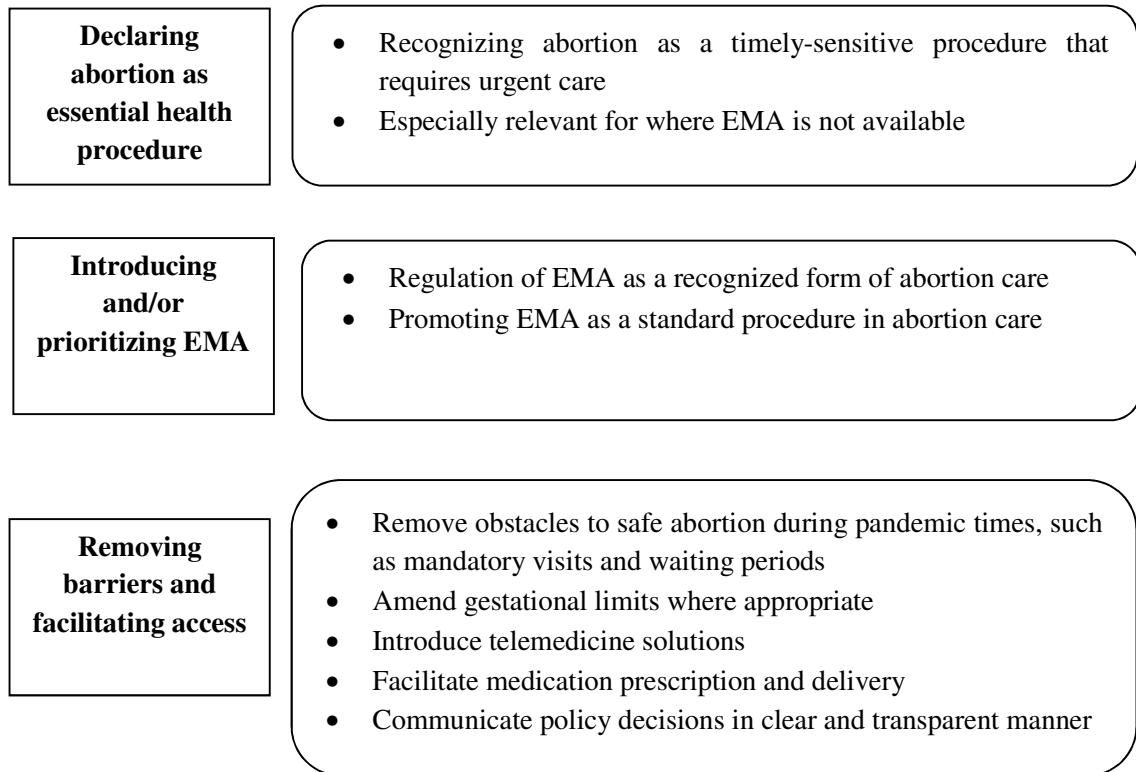 Declaring
abortion as
essential health
procedure
• Recognizing abortion as a timely-sensitive procedure that
requires urgent care
• Especially relevant for where EMA is not available
Introducing
and/or
prioritizing EMA
• Regulation of EMA as a recognized form of abortion care
• Promoting EMA as a standard procedure in abortion care
Removing
barriers and
facilitating access
• Remove obstacles to safe abortion during pandemic times, such
as mandatory visits and waiting periods
• Amend gestational limits where appropriate
• Introduce telemedicine solutions
• Facilitate medication prescription and delivery
• Communicate policy decisions in clear and transparent manner